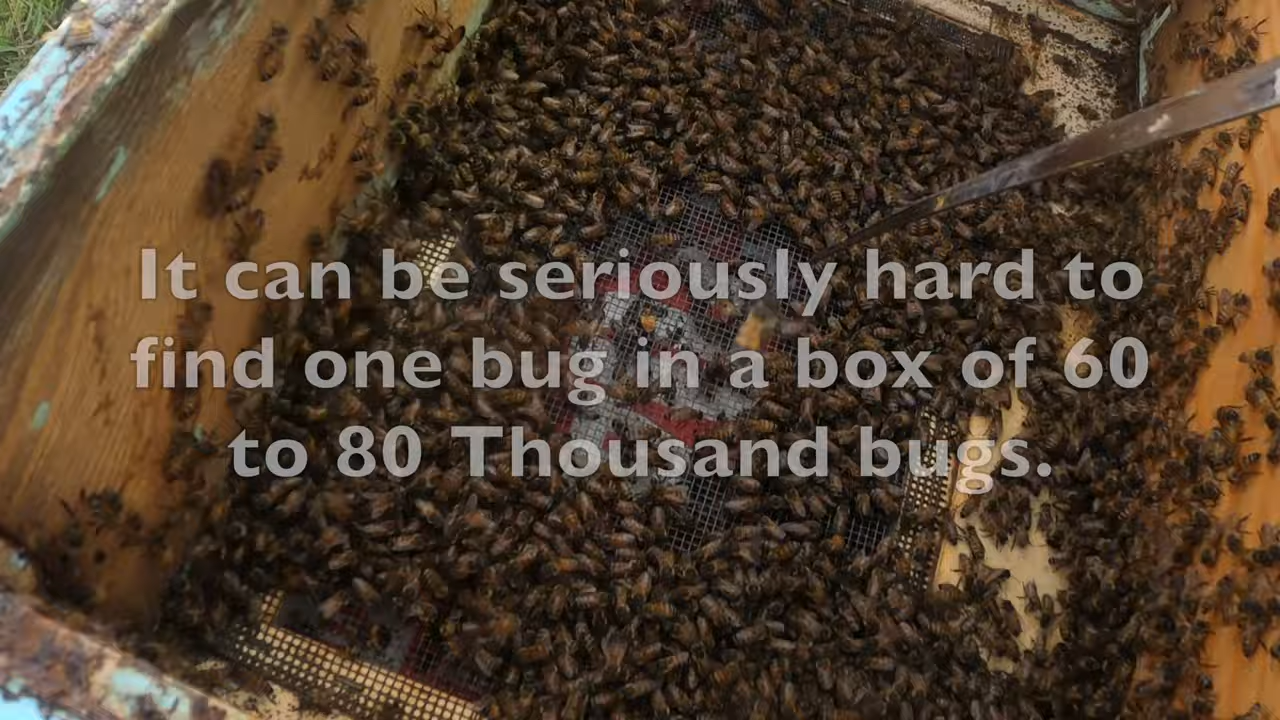 It can be seriously hard to
find one bug in a box of 60
to 80 Thousand bugs.